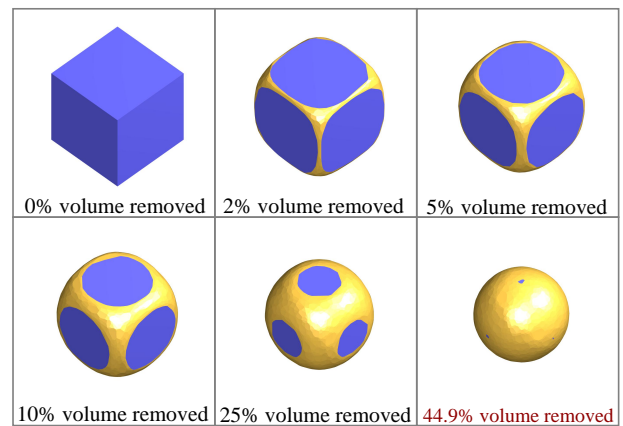 0% volume removed
2% volume removed
5% volume removed
10% volume removed
25% volume removed
44.9% volume removed